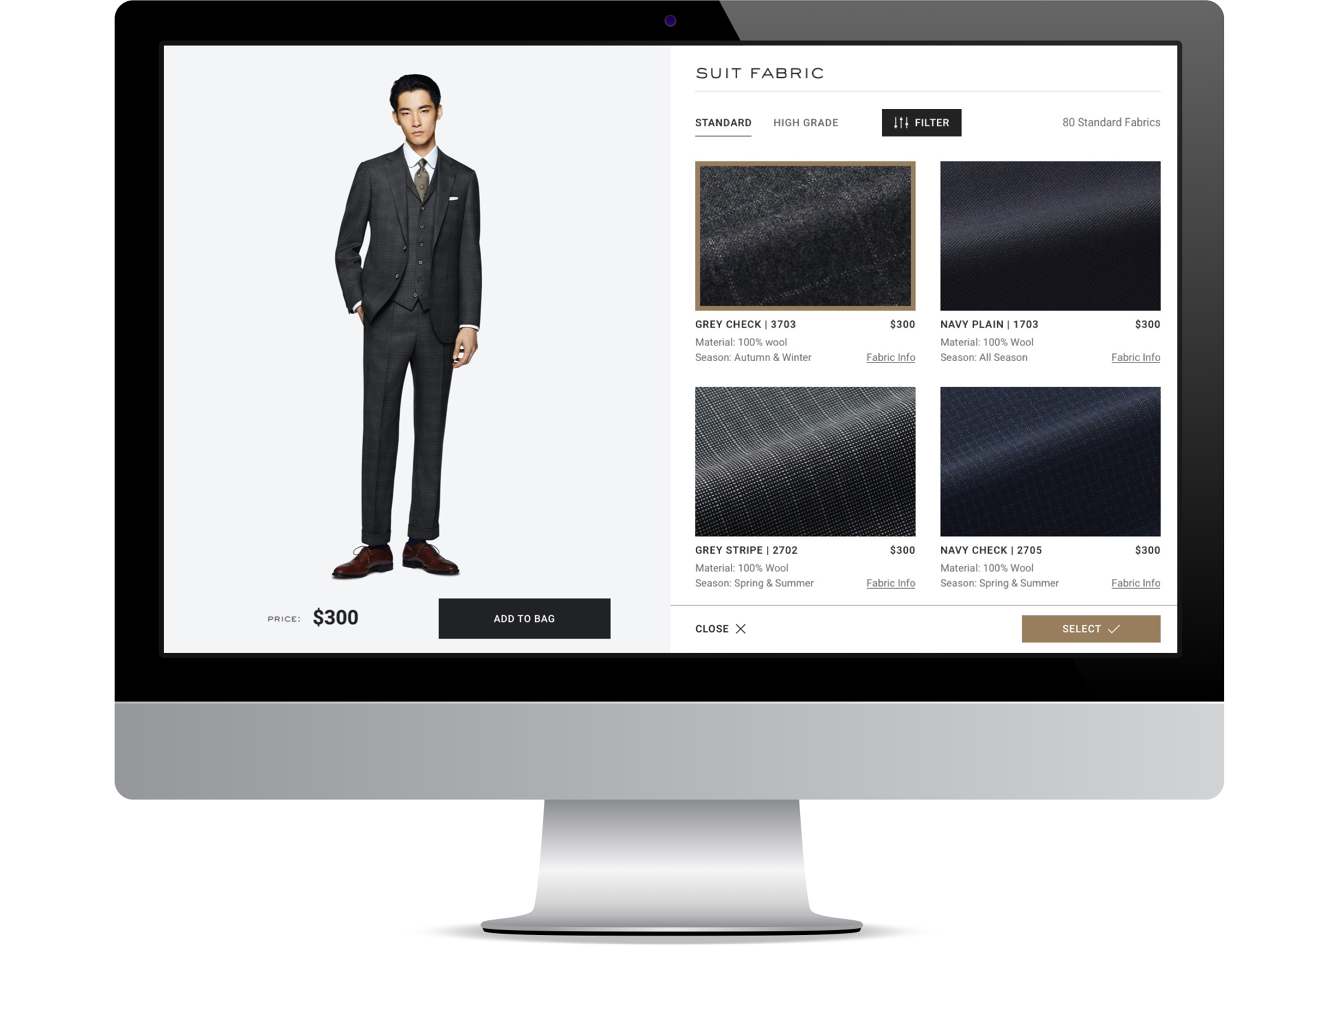 SUIT FABRIC
STANDARD HIGH GRADE FILTER 80 Standard Fabrics
GREY CHECK | 3703 $300
Material: 100% wool
Season: Autumn & Winter Fabric Info
NAVY PLAIN | 1703 $300
Material: 100% Wool
Season: All Season Fabric Info
GREY STRIPE | 2702 $300
Material: 100% Wool
Season: Spring & Summer Fabric Info
NAVY CHECK | 2705 $300
Material: 100% Wool
Season: Spring & Summer Fabric Info
PRICE: $300 ADD TO BAG
CLOSE SELECT